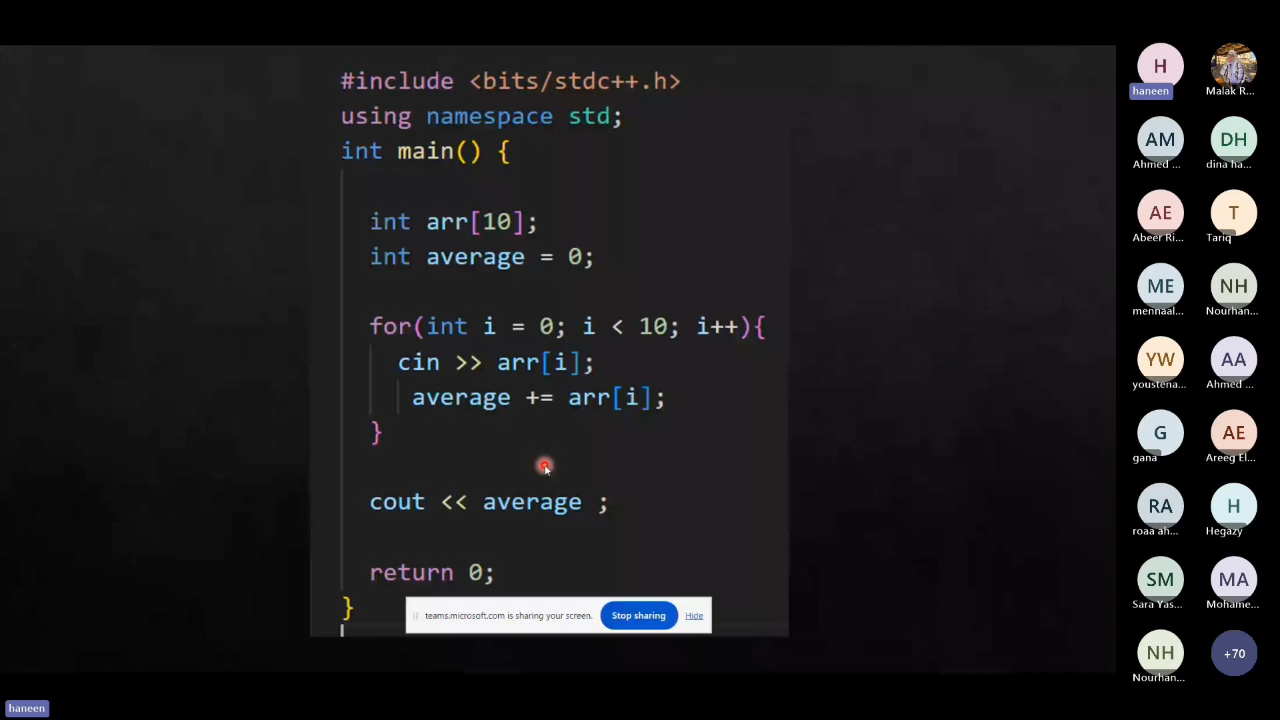 #include <bits/stdc++.h>
using namespace std;
int main() {
int arr[10];
int average = 0;
for(int i = 0; i < 10; i++){
cin >> arr[i];
average += arr[i];
}
cout << average ;
return 0;
}
teams.microsoft.com is sharing your screen.
Stop sharing
Hide
H
haneen
Malak R...
AM
Ahmed ...
DH
dina ha...
AE
Abeer Ri...
T
Tariq
ME
mennaal...
NH
Nourhan...
YW
youstena...
AA
Ahmed ...
G
gana
AE
Areeg El...
RA
roaa ah...
H
Hegazy
SM
Sara Yas...
MA
Mohame...
NH
Nourhan...
+70
haneen